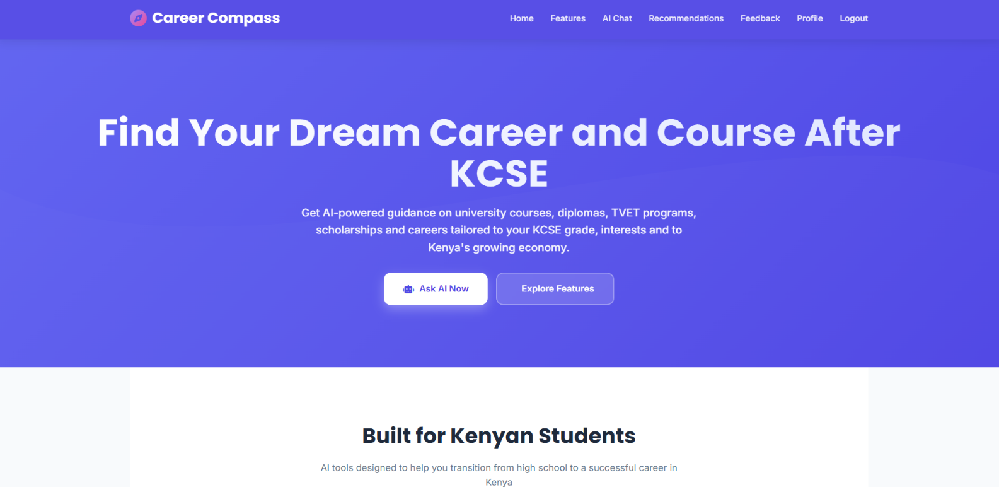 Career Compass
Home Features AI Chat Recommendations Feedback Profile Logout
Find Your Dream Career and Course After
KCSE
Get AI-powered guidance on university courses, diplomas, TVET programs,
scholarships and careers tailored to your KCSE grade, interests and to
Kenya's growing economy.
Ask AI Now
Explore Features
Built for Kenyan Students
AI tools designed to help you transition from high school to a successful career in
Kenya